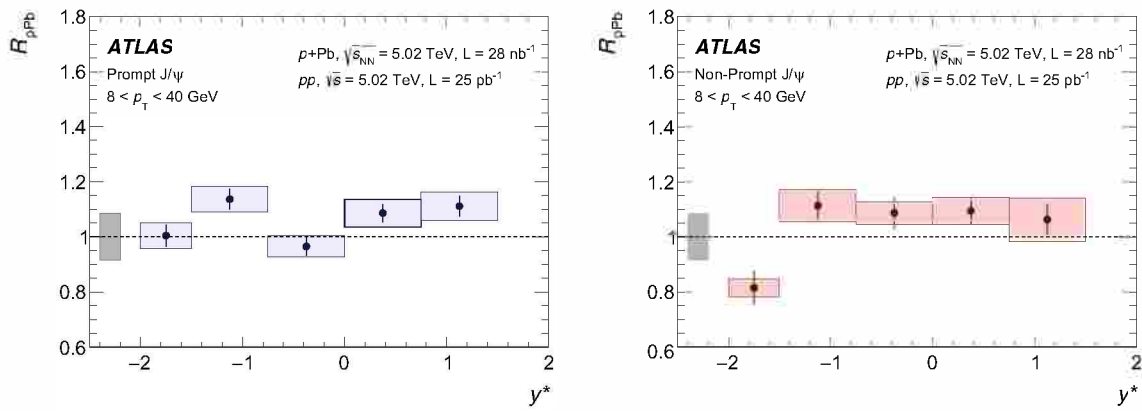 R_pPb
1.8
ATLAS
p+Pb, √s_NN = 5.02 TeV, L = 28 nb⁻¹
1.6
Prompt J/ψ
pp, √s = 5.02 TeV, L = 25 pb⁻¹
8 < p_T < 40 GeV
1.4
1.2
1
0.8
0.6
−2
−1
0
1
2
y*
R_pPb
1.8
ATLAS
p+Pb, √s_NN = 5.02 TeV, L = 28 nb⁻¹
1.6
Non-Prompt J/ψ
pp, √s = 5.02 TeV, L = 25 pb⁻¹
8 < p_T < 40 GeV
1.4
1.2
1
0.8
0.6
−2
−1
0
1
2
y*